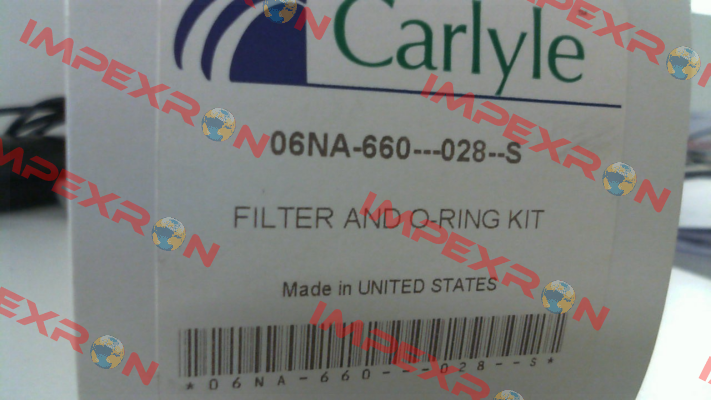 Carlyle
06NA-660---028--S
FILTER AND O-RING KIT
Made in UNITED STATES
*06NA-660---028--S*
IMPEXRON
IMPEXRON
IMPEXRON
IMPEXRON
IMPEXRON
IMPEXRON
IMPEXRON
IMPEXRON